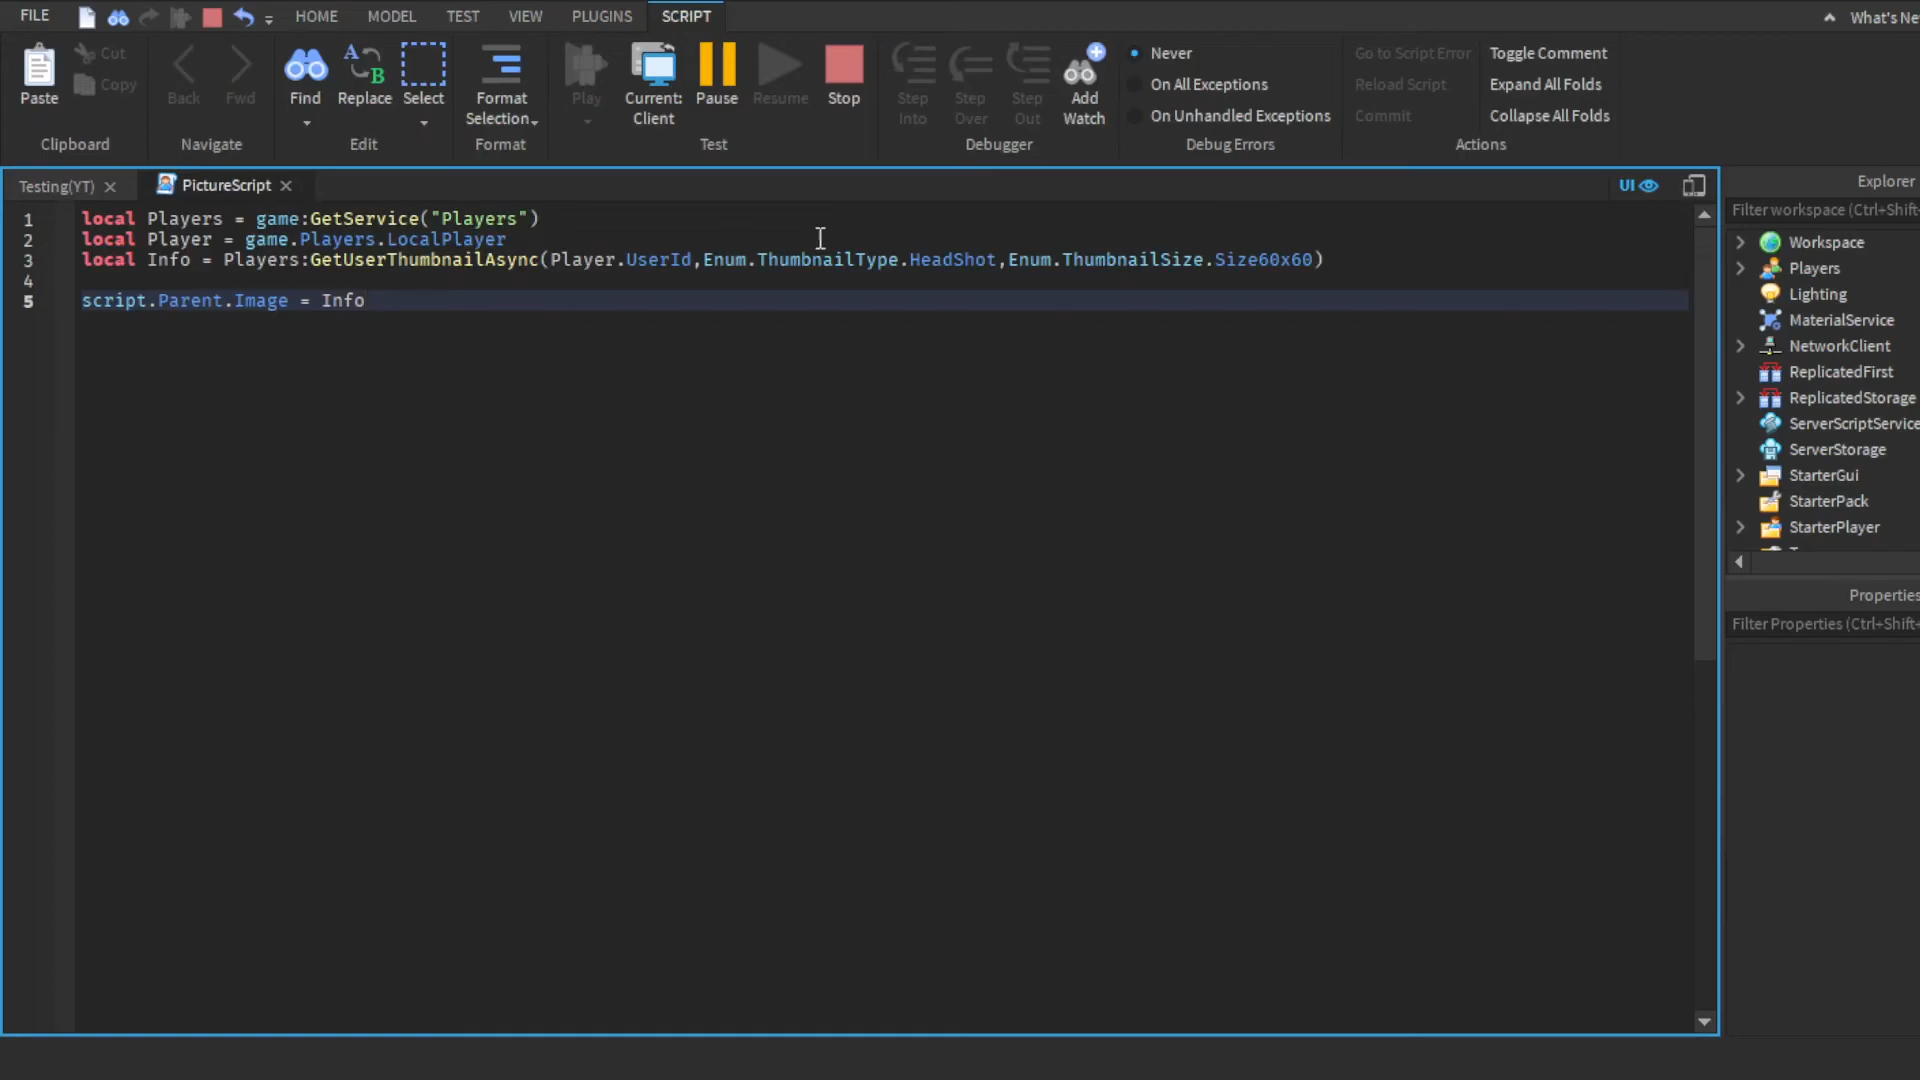 FILE HOME MODEL TEST VIEW PLUGINS SCRIPT What's Ne
Paste Cut Copy Back Fwd Find Replace Select Format Selection Play Current: Client Pause Resume Stop Step Into Step Over Step Out Add Watch Never On All Exceptions On Unhandled Exceptions Go to Script Error Reload Script Commit Toggle Comment Expand All Folds Collapse All Folds
Clipboard Navigate Edit Format Test Debugger Debug Errors Actions
Testing(YT) PictureScript UI
1 local Players = game:GetService("Players")
2 local Player = game.Players.LocalPlayer
3 local Info = Players:GetUserThumbnailAsync(Player.UserId,Enum.ThumbnailType.HeadShot,Enum.ThumbnailSize.Size60x60)
4
5 script.Parent.Image = Info
Explorer
Filter workspace (Ctrl+Shift+
Workspace
Players
Lighting
MaterialService
NetworkClient
ReplicatedFirst
ReplicatedStorage
ServerScriptService
ServerStorage
StarterGui
StarterPack
StarterPlayer
Properties
Filter Properties (Ctrl+Shift+